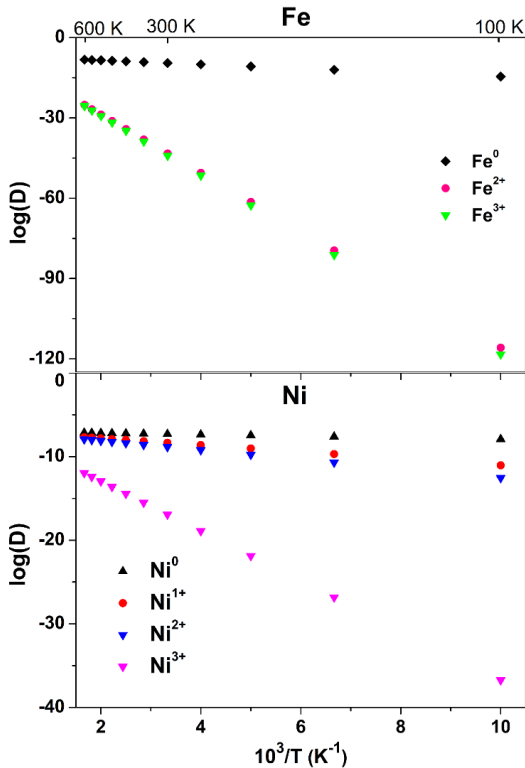 Fe
600 K 300 K 100 K
0
-30
-60
-90
-120
log(D)
Fe⁰
Fe²⁺
Fe³⁺
Ni
0
-10
-20
-30
-40
log(D)
Ni⁰
Ni¹⁺
Ni²⁺
Ni³⁺
2 4 6 8 10
10³/T (K⁻¹)